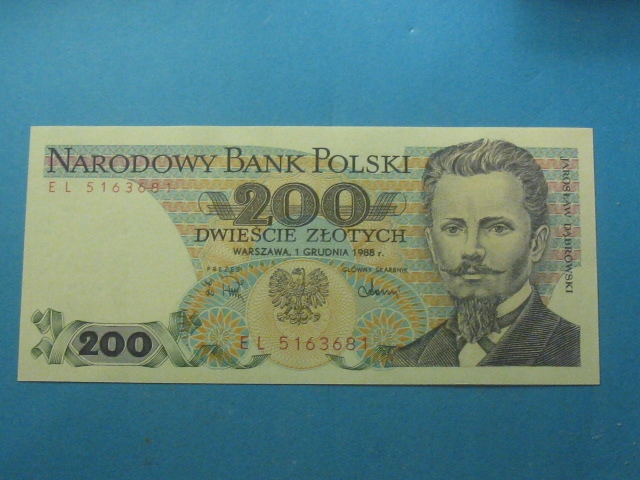 NARODOWY BANK POLSKI
EL 5163681
200
DWIEŚCIE ZŁOTYCH
WARSZAWA, 1 GRUDNIA 1988 r.
PREZES
GŁÓWNY SKARBNIK
EL 5163681
200
JAROSŁAW DĄBROWSKI